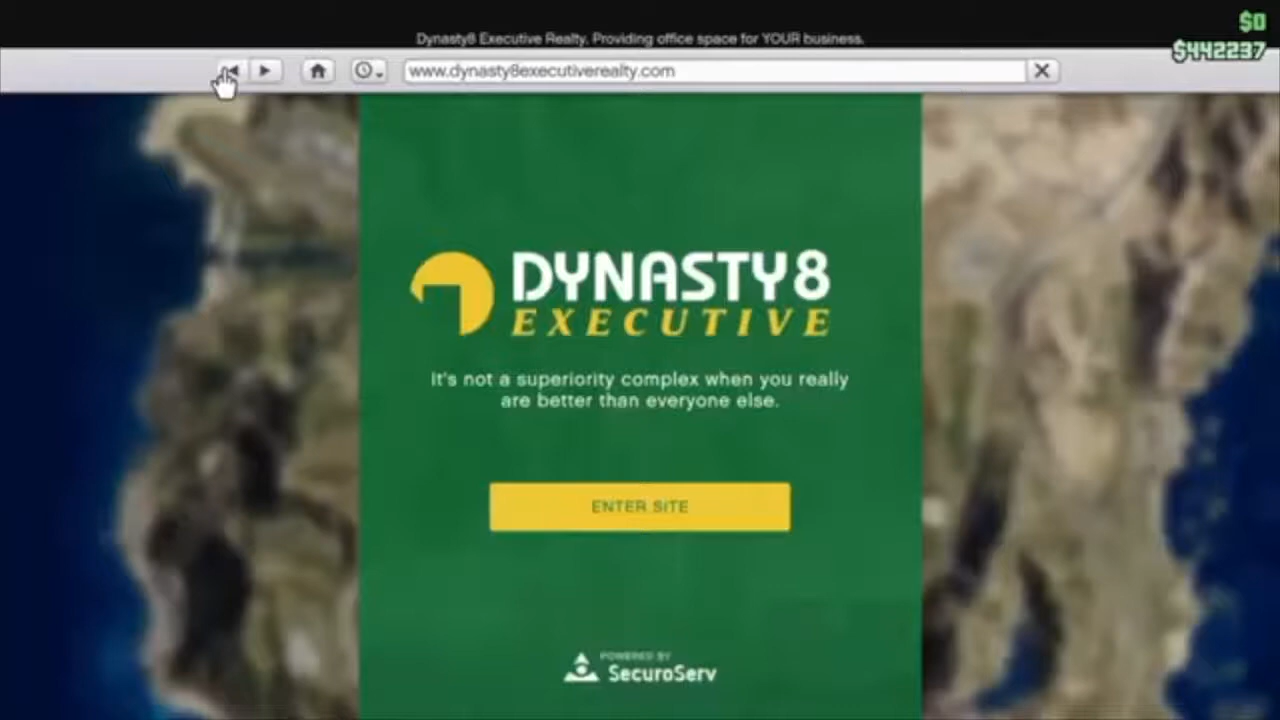 $0
Dynasty8 Executive Realty. Providing office space for YOUR business.
$442237
www.dynasty8executiverealty.com
DYNASTY8
EXECUTIVE
It's not a superiority complex when you really
are better than everyone else.
ENTER SITE
POWERED BY
SecuroServ